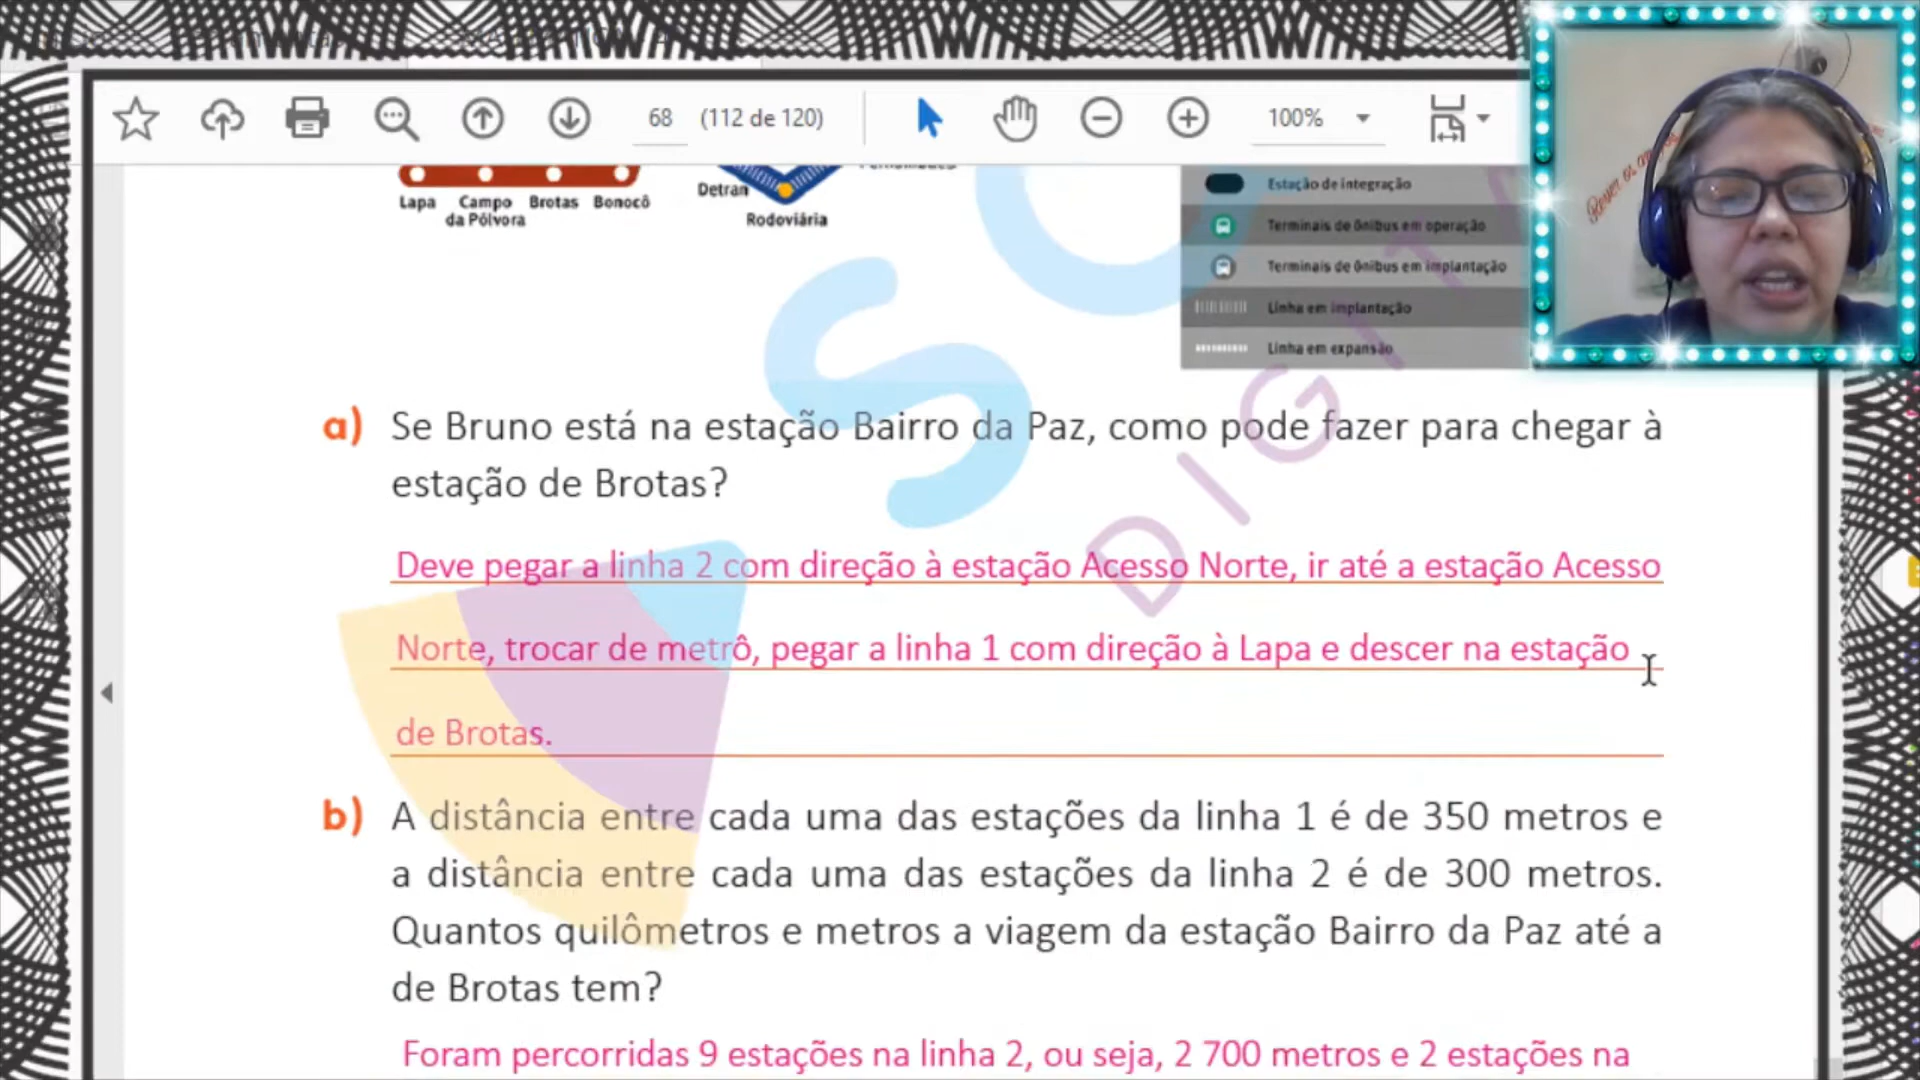 68 (112 de 120) 100%
Lapa Campo da Pólvora Brotas Bonocô
Detran
Rodoviária
Estação de integração
Terminais de ônibus em operação
Terminais de ônibus em implantação
Linha em implantação
Linha em expansão
a) Se Bruno está na estação Bairro da Paz, como pode fazer para chegar à
estação de Brotas?
Deve pegar a linha 2 com direção à estação Acesso Norte, ir até a estação Acesso
Norte, trocar de metrô, pegar a linha 1 com direção à Lapa e descer na estação
de Brotas.
b) A distância entre cada uma das estações da linha 1 é de 350 metros e
a distância entre cada uma das estações da linha 2 é de 300 metros.
Quantos quilômetros e metros a viagem da estação Bairro da Paz até a
de Brotas tem?
Foram percorridas 9 estações na linha 2, ou seja, 2 700 metros e 2 estações na